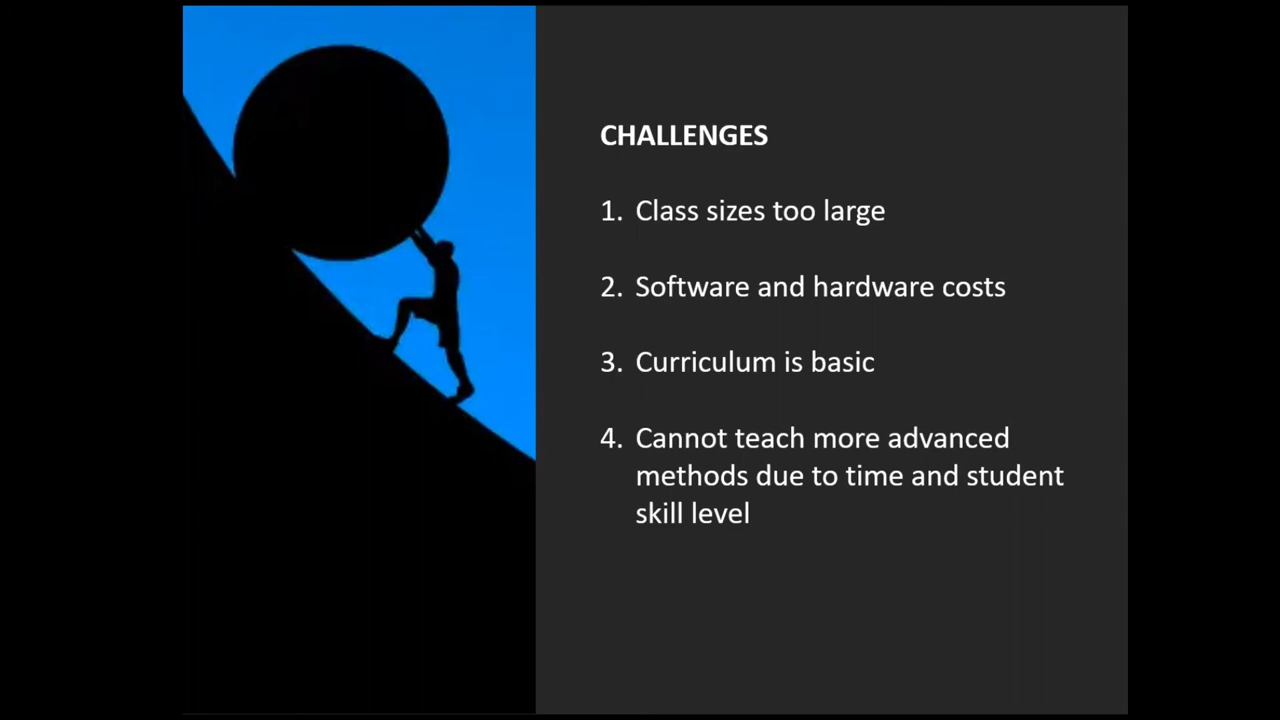 CHALLENGES
1. Class sizes too large
2. Software and hardware costs
3. Curriculum is basic
4. Cannot teach more advanced
methods due to time and student
skill level